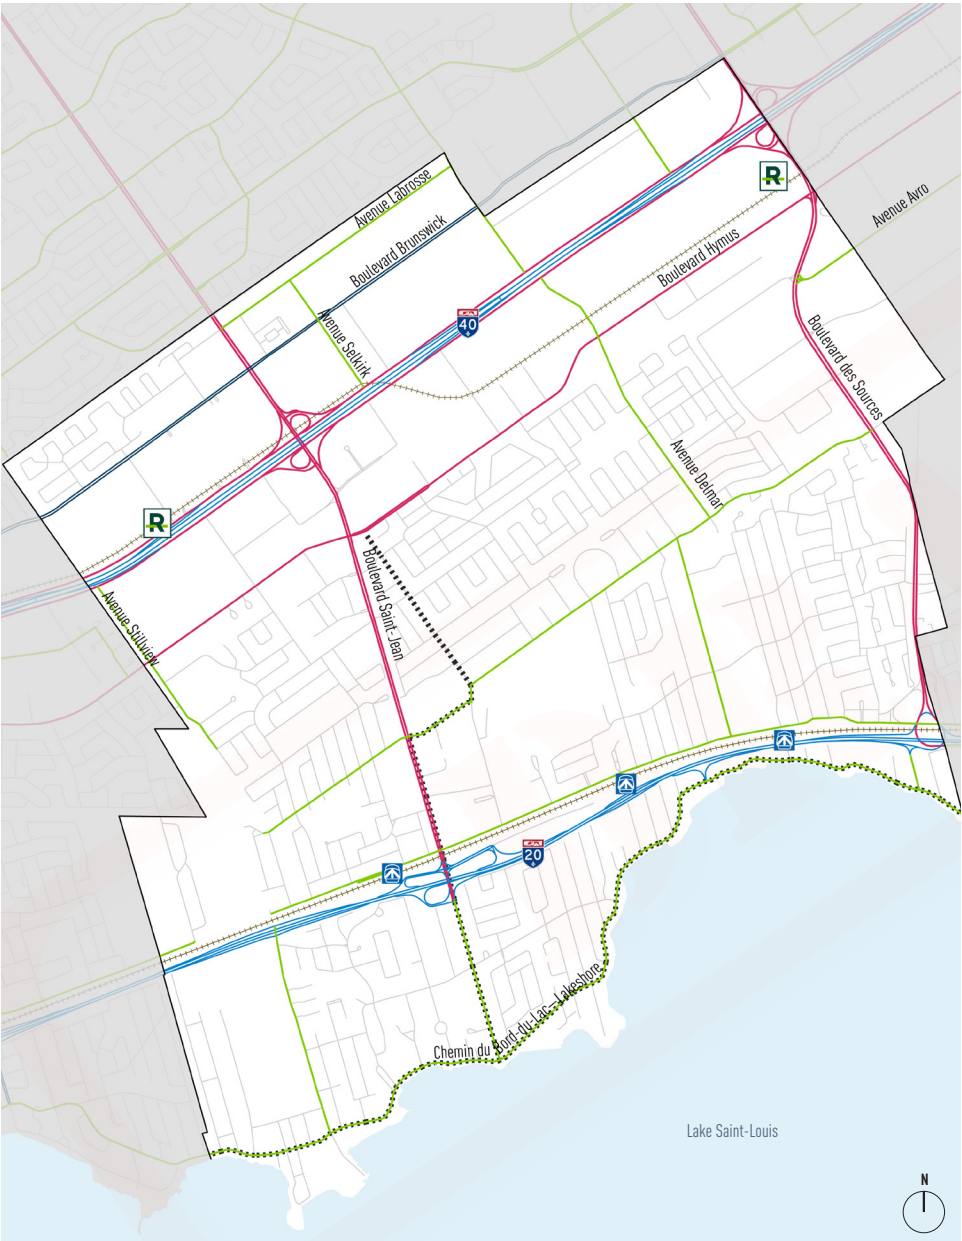 Avenue Labrosse
Boulevard Brunswick
R
Avenue Avro
Boulevard Hymus
Avenue Selkirk
40
Boulevard des Sources
Avenue Delmar
R
Boulevard Saint-Jean
Avenue Stillview
20
Chemin du Bord-du-Lac–Lakeshore
Lake Saint-Louis
N